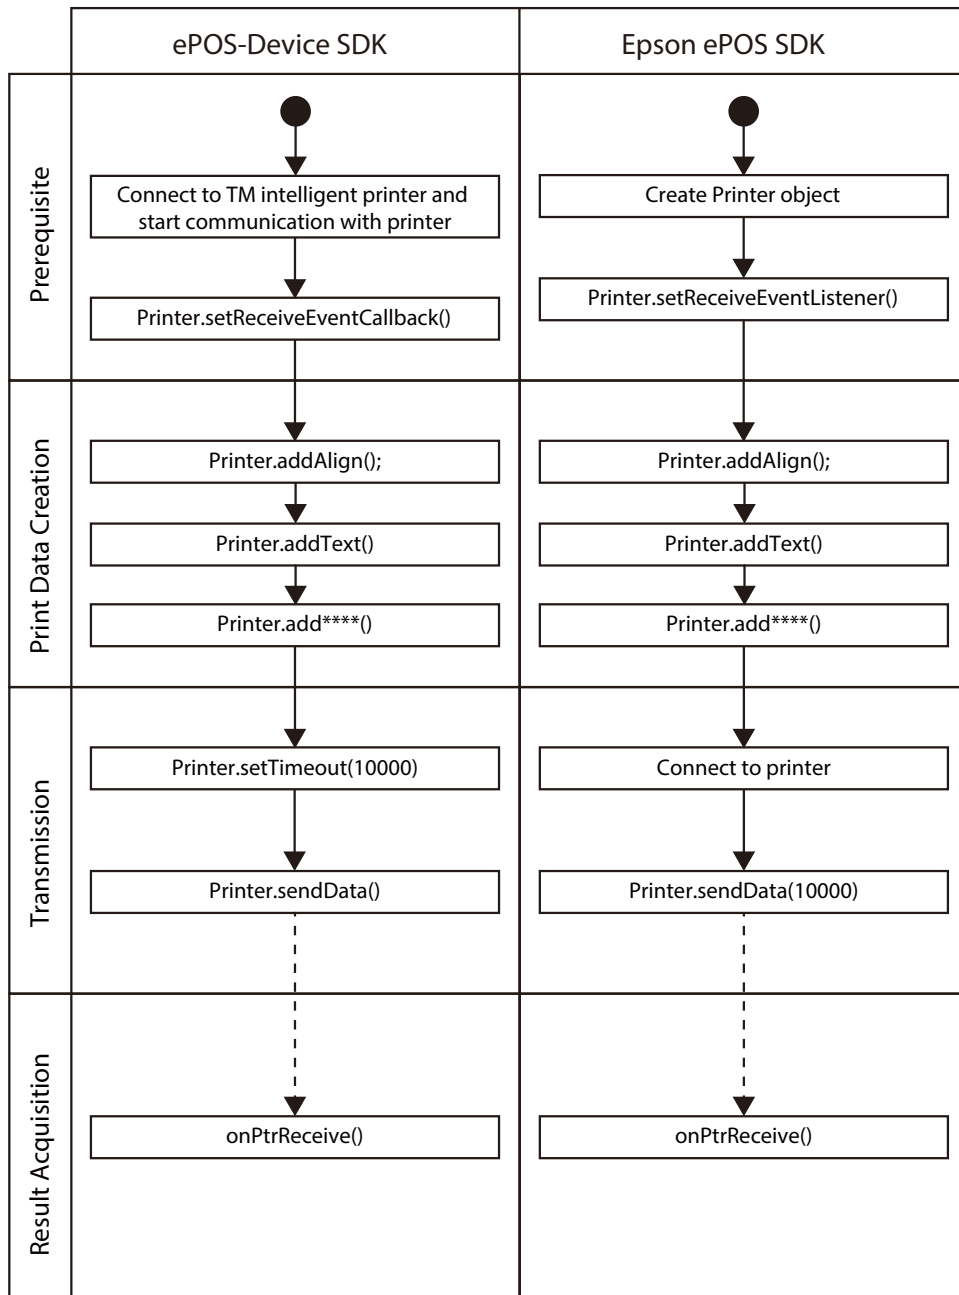 ePOS-Device SDK
Epson ePOS SDK
Prerequisite
Connect to TM intelligent printer and
start communication with printer
Printer.setReceiveEventCallback()
Create Printer object
Printer.setReceiveEventListener()
Print Data Creation
Printer.addAlign();
Printer.addText()
Printer.add****()
Printer.addAlign();
Printer.addText()
Printer.add****()
Transmission
Printer.setTimeout(10000)
Printer.sendData()
Connect to printer
Printer.sendData(10000)
Result Acquisition
onPtrReceive()
onPtrReceive()